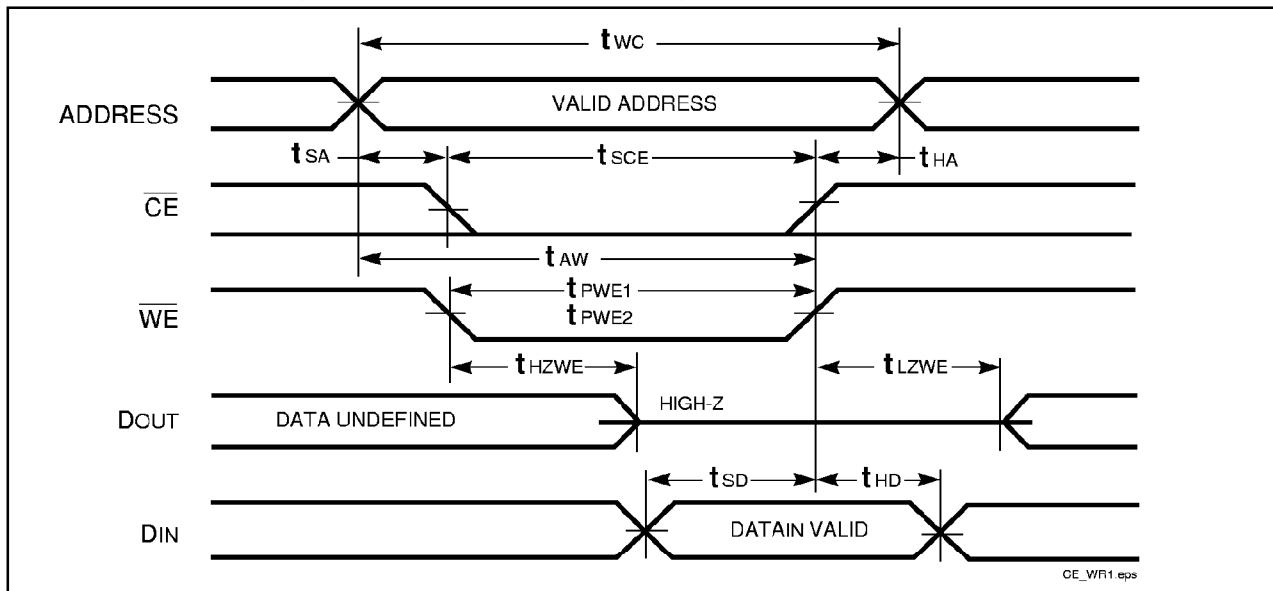 tWC
ADDRESS
VALID ADDRESS
tSA
tSCE
tHA
CE
tAW
WE
tPWE1
tPWE2
tHZWE
tLZWE
DOUT
DATA UNDEFINED
HIGH-Z
tSD
tHD
DIN
DATAIN VALID
CE_WR1.eps